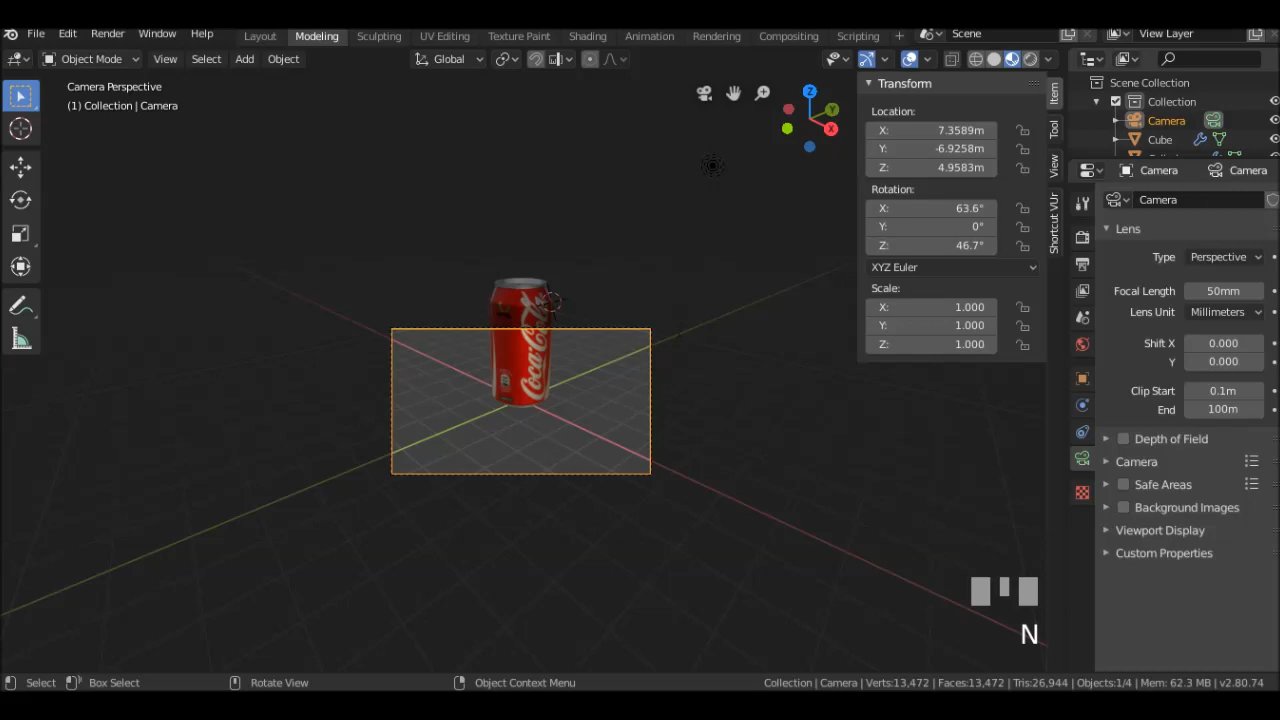 File Edit Render Window Help Layout Modeling Sculpting UV Editing Texture Paint Shading Animation Rendering Compositing Scripting + Scene View Layer
Object Mode View Select Add Object Global
Camera Perspective
(1) Collection | Camera
Z
Y
X
Transform
Location:
X: 7.3589m
Y: -6.9258m
Z: 4.9583m
Rotation:
X: 63.6°
Y: 0°
Z: 46.7°
XYZ Euler
Scale:
X: 1.000
Y: 1.000
Z: 1.000
Item
Tool
View
Shortcut VUr
Scene Collection
Collection
Camera
Cube
Camera Camera
Camera
Lens
Type Perspective
Focal Length 50mm
Lens Unit Millimeters
Shift X 0.000
Y 0.000
Clip Start 0.1m
End 100m
Depth of Field
Camera
Safe Areas
Background Images
Viewport Display
Custom Properties
Coca-Cola
N
Select Box Select Rotate View Object Context Menu Collection | Camera | Verts:13,472 | Faces:13,472 | Tris:26,944 | Objects:1/4 | Mem: 62.3 MB | v2.80.74